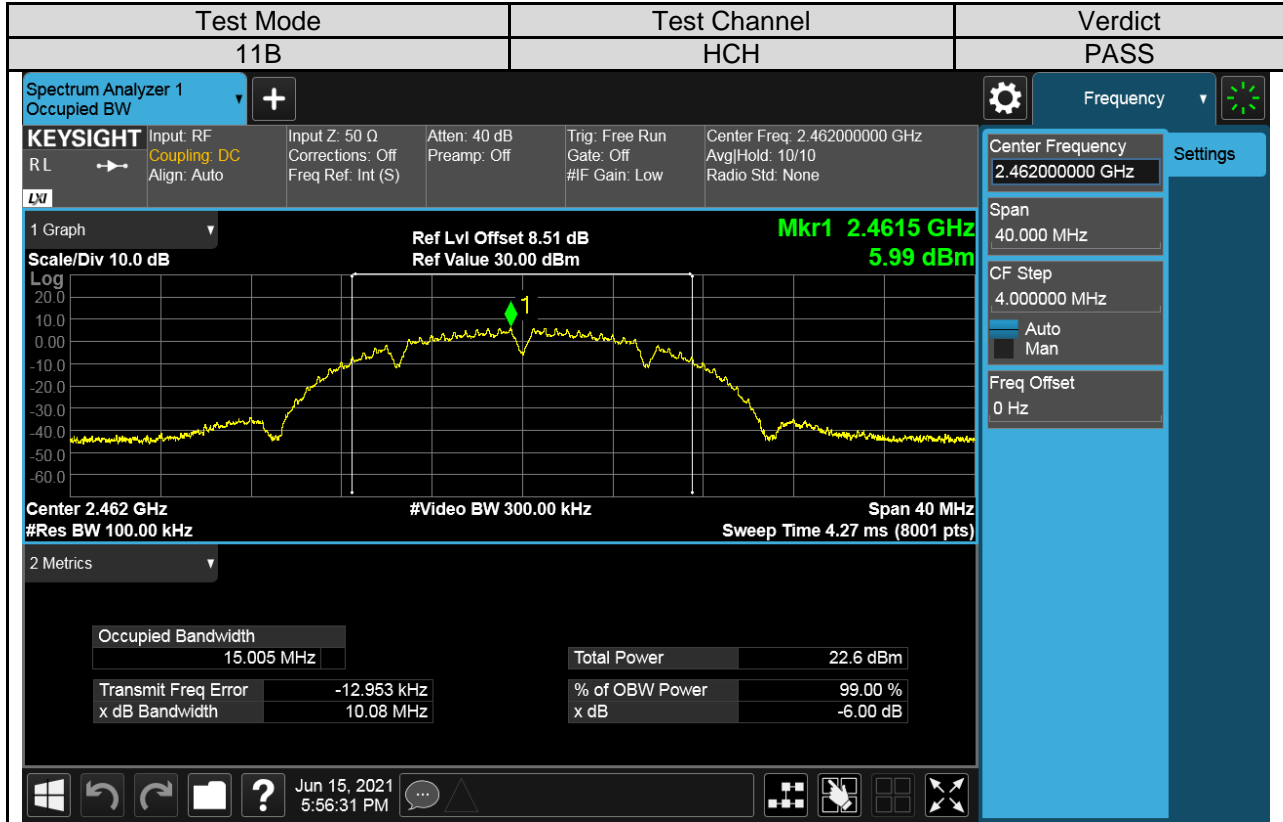 Test Mode Test Channel Verdict
11B HCH PASS
Spectrum Analyzer 1
Occupied BW
Frequency
KEYSIGHT
R L
LXI
Input: RF
Coupling: DC
Align: Auto
Input Z: 50 Ω
Corrections: Off
Freq Ref: Int (S)
Atten: 40 dB
Preamp: Off
Trig: Free Run
Gate: Off
#IF Gain: Low
Center Freq: 2.462000000 GHz
Avg|Hold: 10/10
Radio Std: None
Center Frequency
2.462000000 GHz
Settings
Span
40.000 MHz
CF Step
4.000000 MHz
Auto
Man
Freq Offset
0 Hz
1 Graph
Scale/Div 10.0 dB
Ref Lvl Offset 8.51 dB
Ref Value 30.00 dBm
Mkr1 2.4615 GHz
5.99 dBm
Log
20.0
10.0
0.00
-10.0
-20.0
-30.0
-40.0
-50.0
-60.0
1
Center 2.462 GHz
#Res BW 100.00 kHz
#Video BW 300.00 kHz
Span 40 MHz
Sweep Time 4.27 ms (8001 pts)
2 Metrics
Occupied Bandwidth
15.005 MHz
Total Power 22.6 dBm
Transmit Freq Error -12.953 kHz
% of OBW Power 99.00 %
x dB Bandwidth 10.08 MHz
x dB -6.00 dB
?
Jun 15, 2021
5:56:31 PM